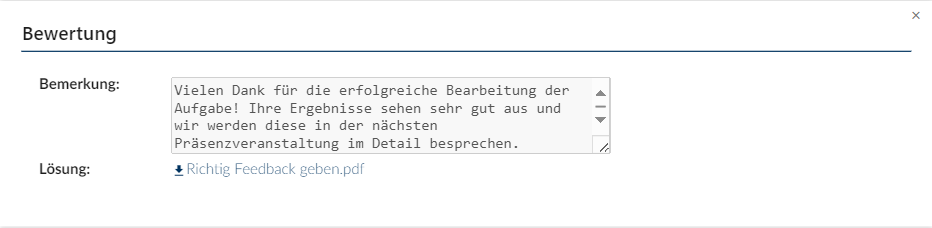 Bewertung
Bemerkung:
Vielen Dank für die erfolgreiche Bearbeitung der
Aufgabe! Ihre Ergebnisse sehen sehr gut aus und
wir werden diese in der nächsten
Präsenzveranstaltung im Detail besprechen.
Lösung:
Richtig Feedback geben.pdf